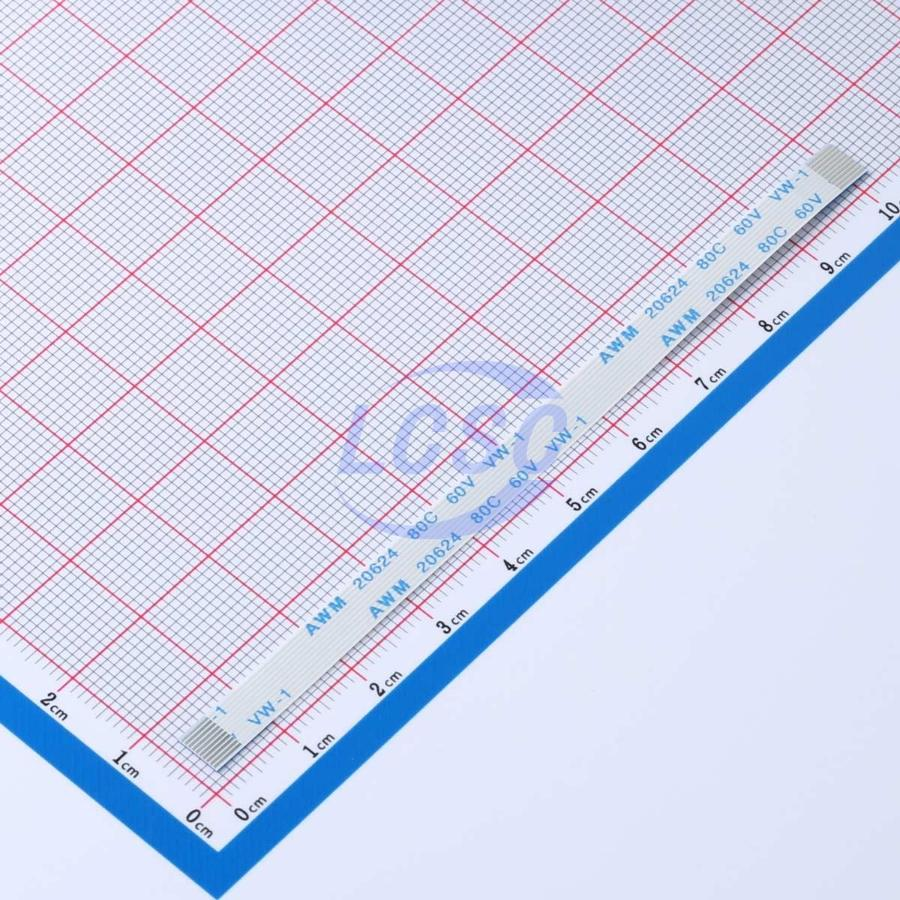 AWM 20624 80C 60V VW-1
AWM 20624 80C 60V
AWM 20624 80C 60V VW-1
AWM 20624 80C 60V VW-1
-1
VW-1
LCSC
0cm
1cm
2cm
0cm
1cm
2cm
3cm
4cm
5cm
6cm
7cm
8cm
9cm
10